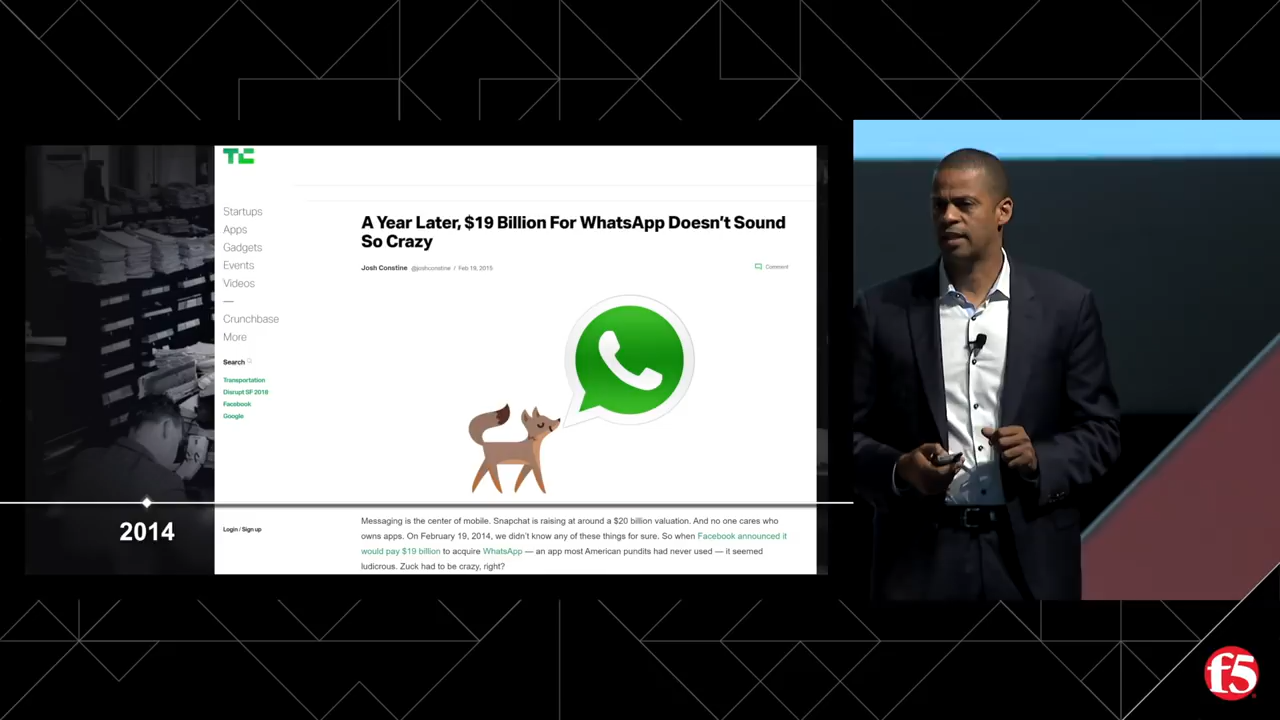 TC
Startups
Apps
Gadgets
Events
Videos
—
Crunchbase
More
Search
Transportation
Disrupt SF 2018
Facebook
Google
Login / Sign up
A Year Later, $19 Billion For WhatsApp Doesn’t Sound
So Crazy
Josh Constine @joshconstine / Feb 19, 2015
Comment
Messaging is the center of mobile. Snapchat is raising at around a $20 billion valuation. And no one cares who
owns apps. On February 19, 2014, we didn’t know any of these things for sure. So when Facebook announced it
would pay $19 billion to acquire WhatsApp — an app most American pundits had never used — it seemed
ludicrous. Zuck had to be crazy, right?
2014
f5